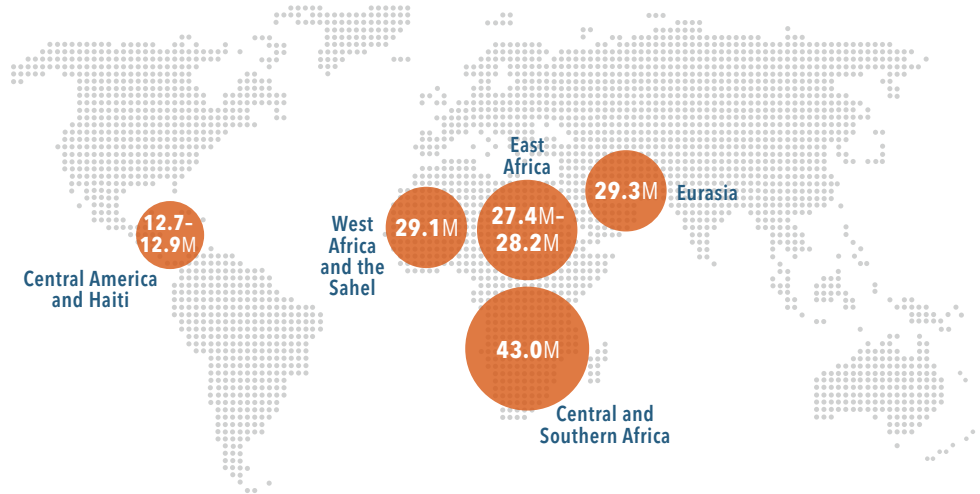 East
Africa
29.3M
Eurasia
12.7–
12.9M
Central America
and Haiti
West
Africa
and the
Sahel
29.1M
27.4M–
28.2M
43.0M
Central and
Southern Africa